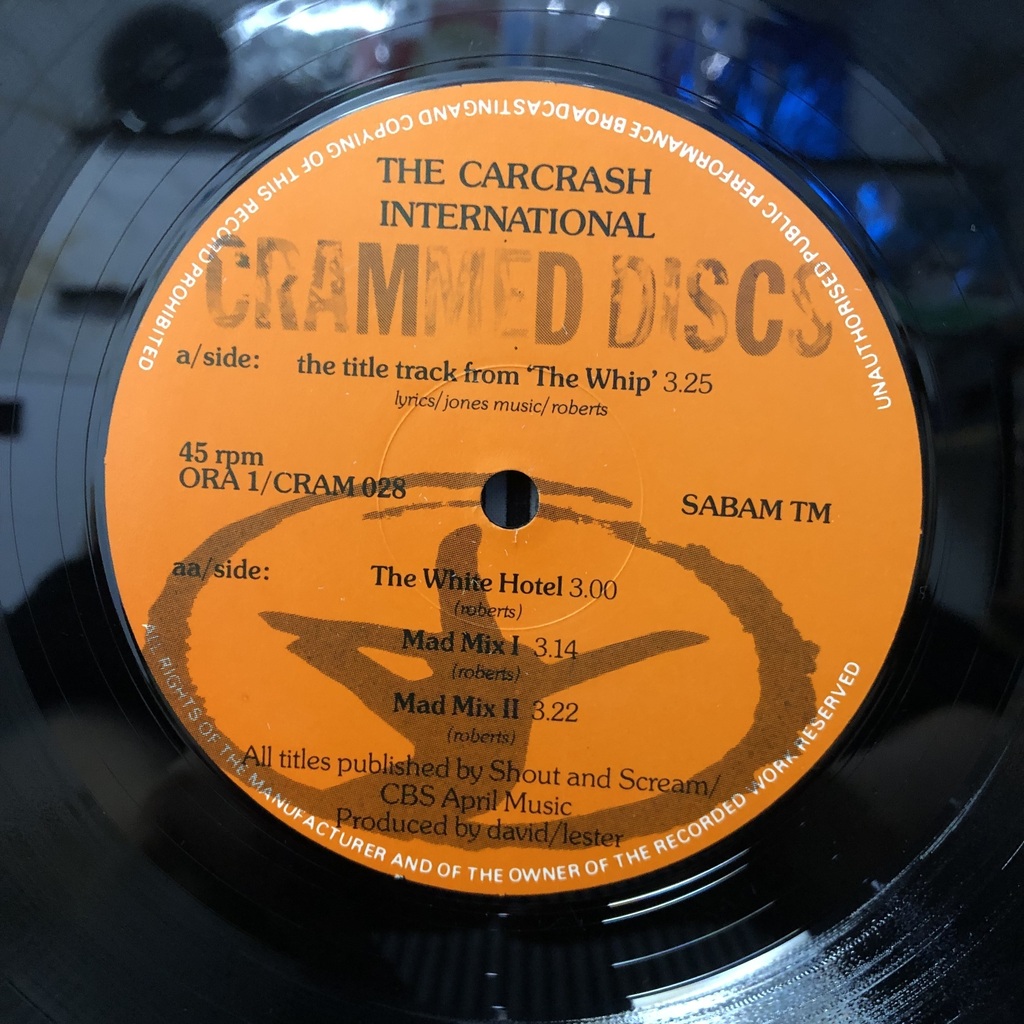 UNAUTHORISED PUBLIC PERFORMANCE BROADCASTING AND COPYING OF THIS RECORD PROHIBITED
THE CARCRASH
INTERNATIONAL
CRAMMED DISCS
a/side: the title track from ‘The Whip’ 3.25
lyrics/jones music/roberts
45 rpm
ORA 1/CRAM 028
SABAM TM
aa/side: The White Hotel 3.00
(roberts)
Mad Mix I 3.14
(roberts)
Mad Mix II 3.22
(roberts)
All titles published by Shout and Scream/
CBS April Music
Produced by david/lester
ALL RIGHTS OF THE MANUFACTURER AND OF THE OWNER OF THE RECORDED WORK RESERVED